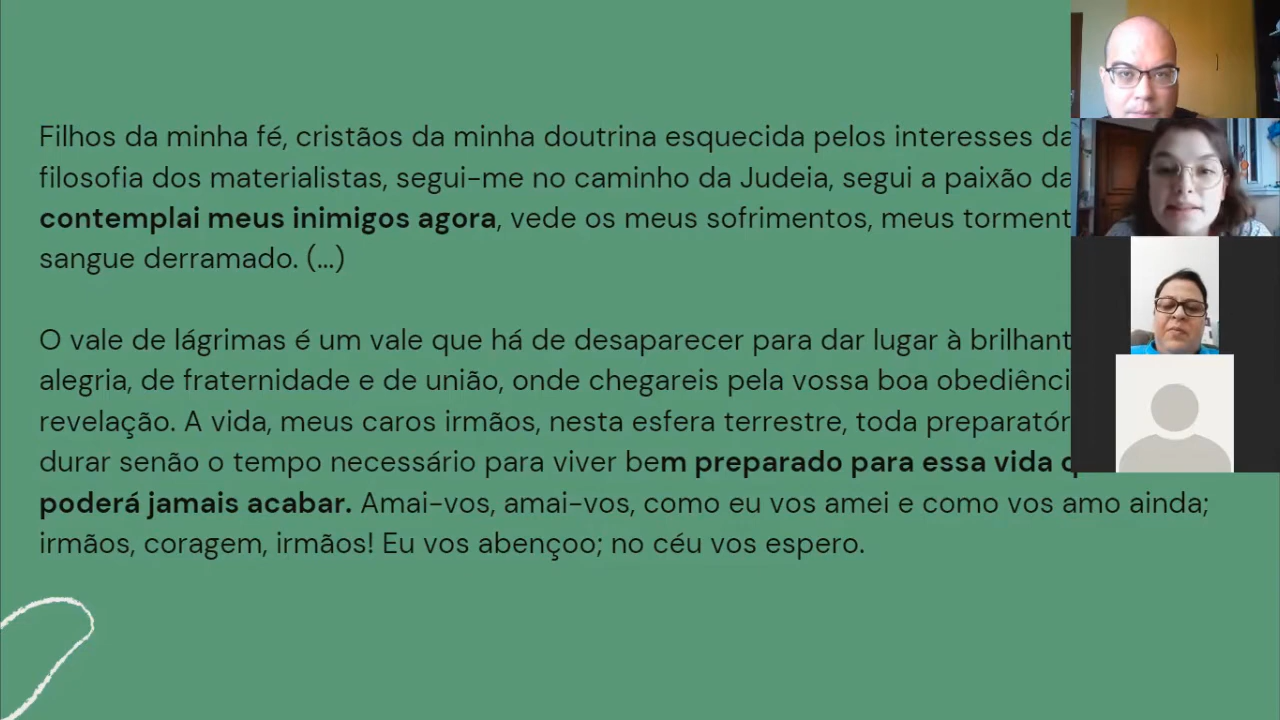 Filhos da minha fé, cristãos da minha doutrina esquecida pelos interesses da
filosofia dos materialistas, segui-me no caminho da Judeia, segui a paixão da
contemplai meus inimigos agora, vede os meus sofrimentos, meus
sangue derramado. (...)
O vale de lágrimas é um vale que há de desaparecer para dar lugar à
alegria, de fraternidade e de união, onde chegareis pela vossa boa
revelação. A vida, meus caros irmãos, nesta esfera terrestre, toda
durar senão o tempo necessário para viver bem preparado para essa vida
poderá jamais acabar. Amai-vos, amai-vos, como eu vos amei e como vos amo ainda;
irmãos, coragem, irmãos! Eu vos abençoo; no céu vos espero.